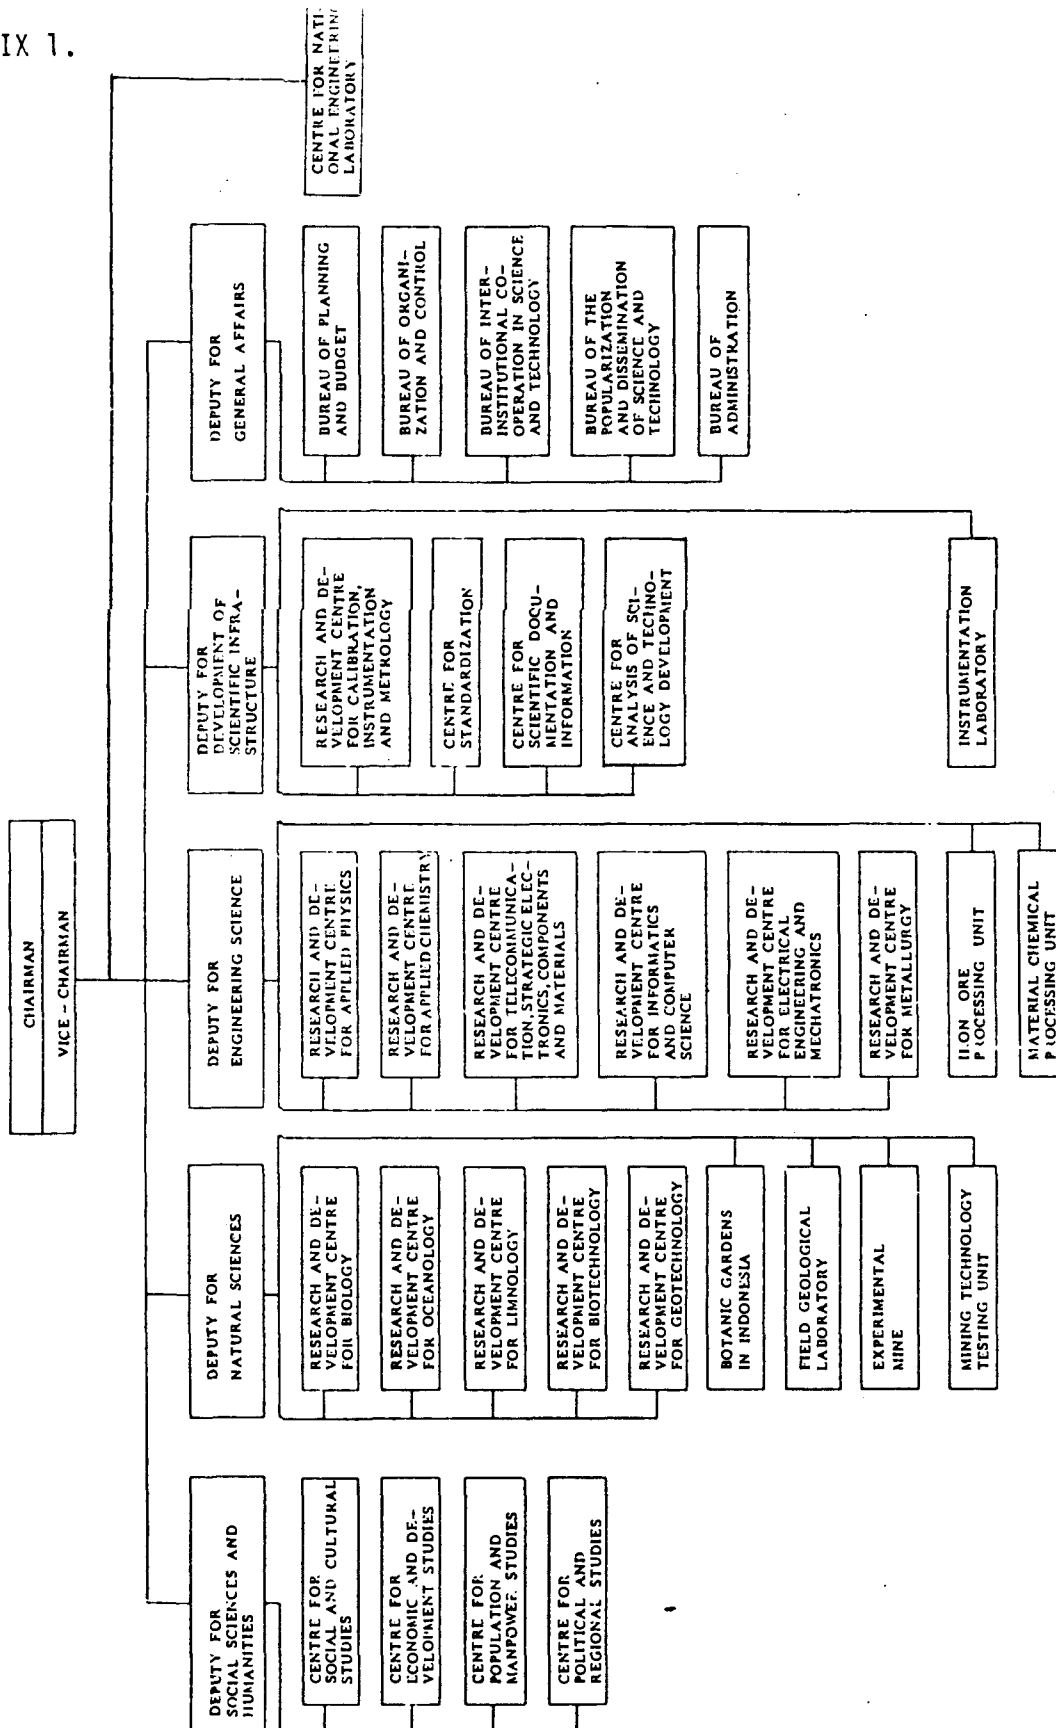 IX 1.
CHAIRMAN
VICE – CHAIRMAN
DEPUTY FOR
SOCIAL SCIENCES AND
HUMANITIES
CENTRE FOR
SOCIAL AND CULTURAL
STUDIES
CENTRE FOR
ECONOMIC AND DE–
VELOPMENT STUDIES
CENTRE FOR
POPULATION AND
MANPOWER STUDIES
CENTRE FOR
POLITICAL AND
REGIONAL STUDIES
DEPUTY FOR
NATURAL SCIENCES
RESEARCH AND DE–
VELOPMENT CENTRE
FOR BIOLOGY
RESEARCH AND DE–
VELOPMENT CENTRE
FOR OCEANOLOGY
RESEARCH AND DE–
VELOPMENT CENTRE
FOR LIMNOLOGY
RESEARCH AND DE–
VELOPMENT CENTRE
FOR BIOTECHNOLOGY
RESEARCH AND DE–
VELOPMENT CENTRE
FOR GEOTECHNOLOGY
BOTANIC GARDENS
IN INDONESIA
FIELD GEOLOGICAL
LABORATORY
EXPERIMENTAL
MINE
MINING TECHNOLOGY
TESTING UNIT
DEPUTY FOR
ENGINEERING SCIENCE
RESEARCH AND DE–
VELOPMENT CENTRE
FOR APPLIED PHYSICS
RESEARCH AND DE–
VELOPMENT CENTRE
FOR APPLIED CHEMISTRY
RESEARCH AND DE–
VELOPMENT CENTRE
FOR TELECOMMUNICA–
TION, STRATEGIC ELEC–
TRONICS, COMPONENTS
AND MATERIALS
RESEARCH AND DE–
VELOPMENT CENTRE
FOR INFORMATICS
AND COMPUTER
SCIENCE
RESEARCH AND DE–
VELOPMENT CENTRE
FOR ELECTRICAL
ENGINEERING AND
MECHATRONICS
RESEARCH AND DE–
VELOPMENT CENTRE
FOR METALLURGY
IRON ORE
PROCESSING UNIT
MATERIAL CHEMICAL
PROCESSING UNIT
DEPUTY FOR
DEVELOPMENT OF
SCIENTIFIC INFRA–
STRUCTURE
RESEARCH AND DE–
VELOPMENT CENTRE
FOR CALIBRATION,
INSTRUMENTATION
AND METROLOGY
CENTRE FOR
STANDARDIZATION
CENTRE FOR
SCIENTIFIC DOCU–
MENTATION AND
INFORMATION
CENTRE FOR
ANALYSIS OF SCI–
ENCE AND TECHNO–
LOGY DEVELOPMENT
INSTRUMENTATION
LABORATORY
DEPUTY FOR
GENERAL AFFAIRS
BUREAU OF PLANNING
AND BUDGET
BUREAU OF ORGANI–
ZATION AND CONTROL
BUREAU OF INTER–
INSTITUTIONAL CO–
OPERATION IN SCIENCE
AND TECHNOLOGY
BUREAU OF THE
POPULARIZATION
AND DISSEMINATION
OF SCIENCE AND
TECHNOLOGY
BUREAU OF
ADMINISTRATION
CENTRE FOR NATI–
ONAL ENGINEERING
LABORATORY